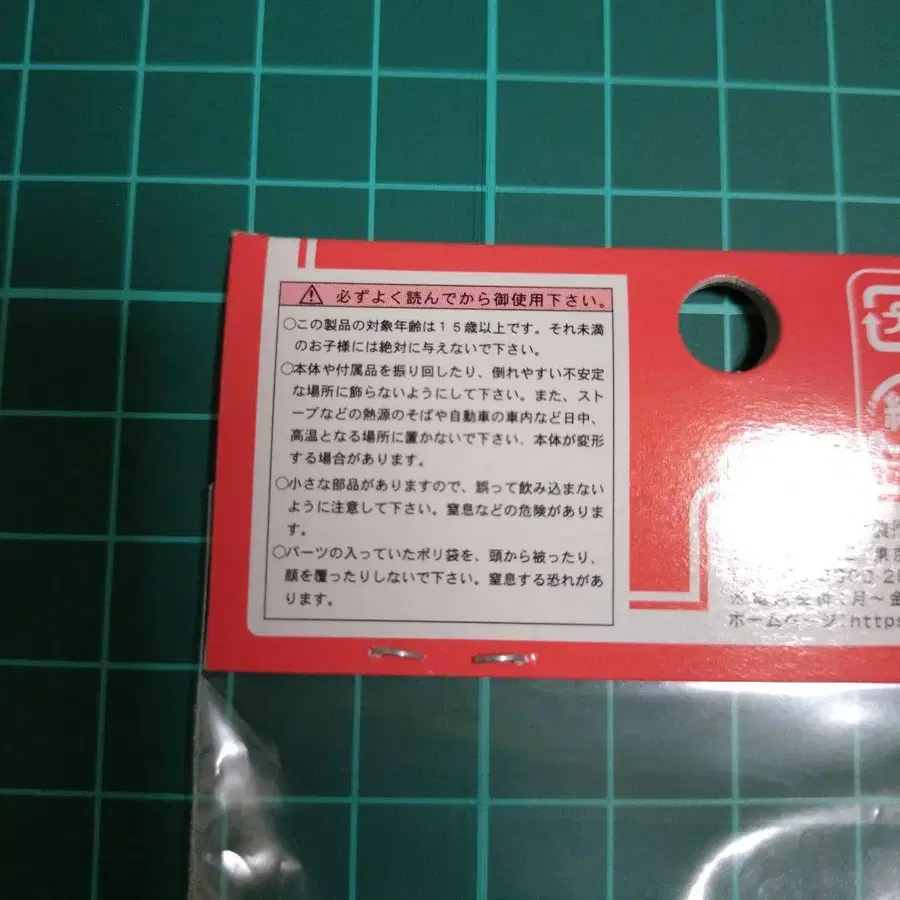 必ずよく読んでから御使用下さい。
○この製品の対象年齢は１５歳以上です。それ未満
のお子様には絶対に与えないで下さい。
○本体や付属品を振り回したり、倒れやすい不安定
な場所に飾らないようにして下さい。また、スト
ーブなどの熱源のそばや自動車の車内など日中、
高温となる場所に置かないで下さい。本体が変形
する場合があります。
○小さな部品がありますので、誤って飲み込まない
ように注意して下さい。窒息などの危険がありま
す。
○パーツの入っていたポリ袋を、頭から被ったり、
顔を覆ったりしないで下さい。窒息する恐れがあ
ります。
月～金
ホームページ:https